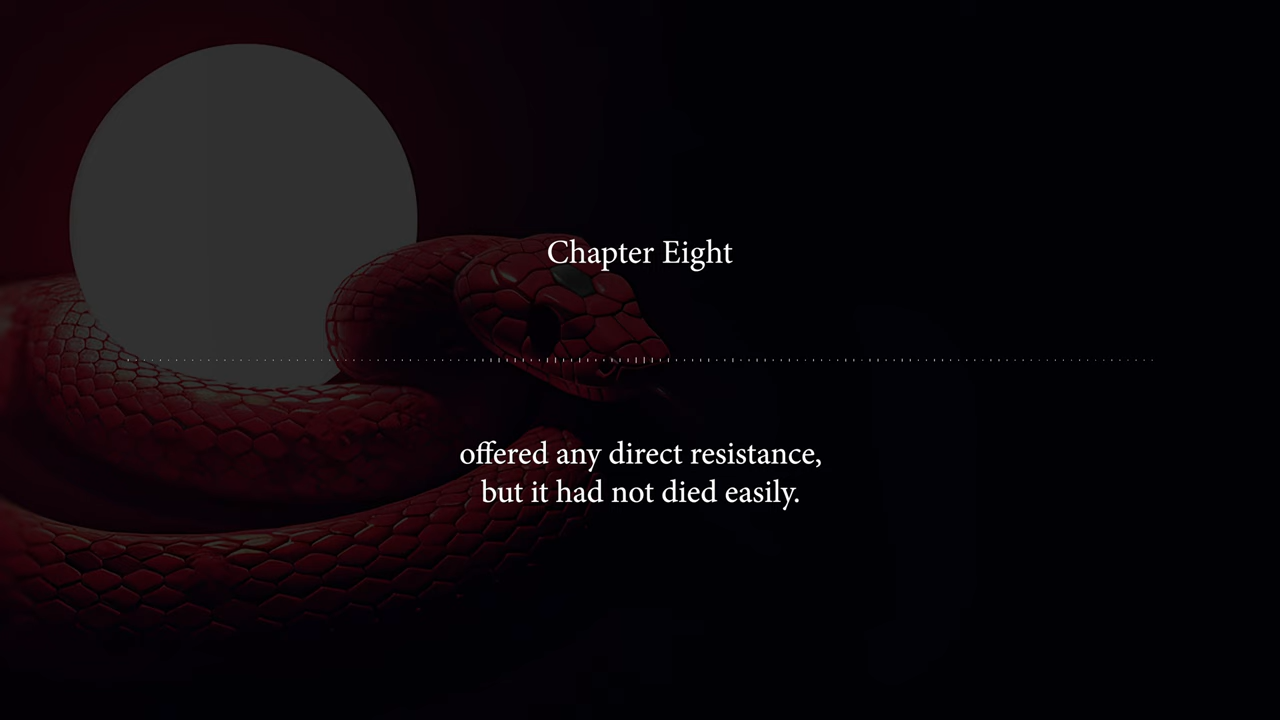 Chapter Eight
offered any direct resistance,
but it had not died easily.